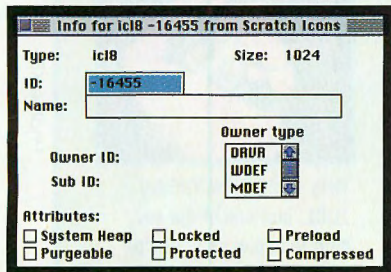 Info for icl8 -16455 from Scratch Icons
Type: icl8 Size: 1024
ID: -16455
Name:
Owner type
Owner ID: DRVR
WDEF
Sub ID: MDEF
Attributes:
System Heap Locked Preload
Purgeable Protected Compressed